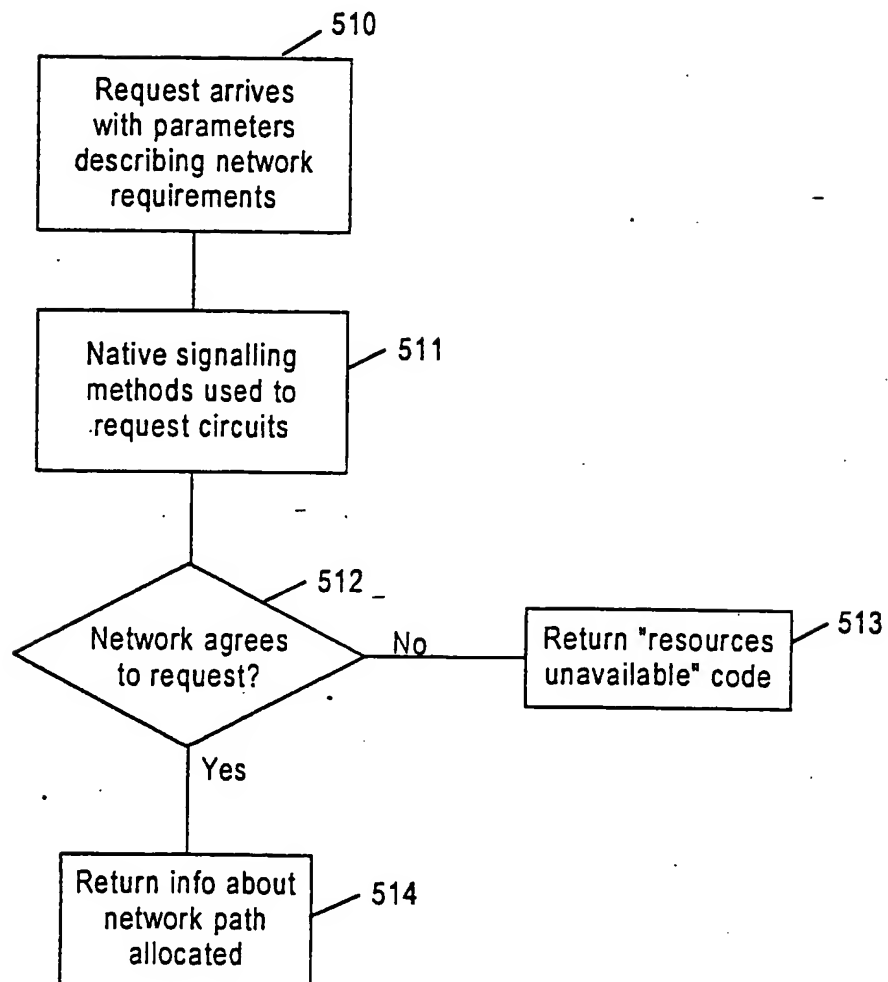 510
Request arrives
with parameters
describing network
requirements
511
Native signalling
methods used to
request circuits
512
Network agrees
to request?
No
513
Return "resources
unavailable" code
Yes
514
Return info about
network path
allocated